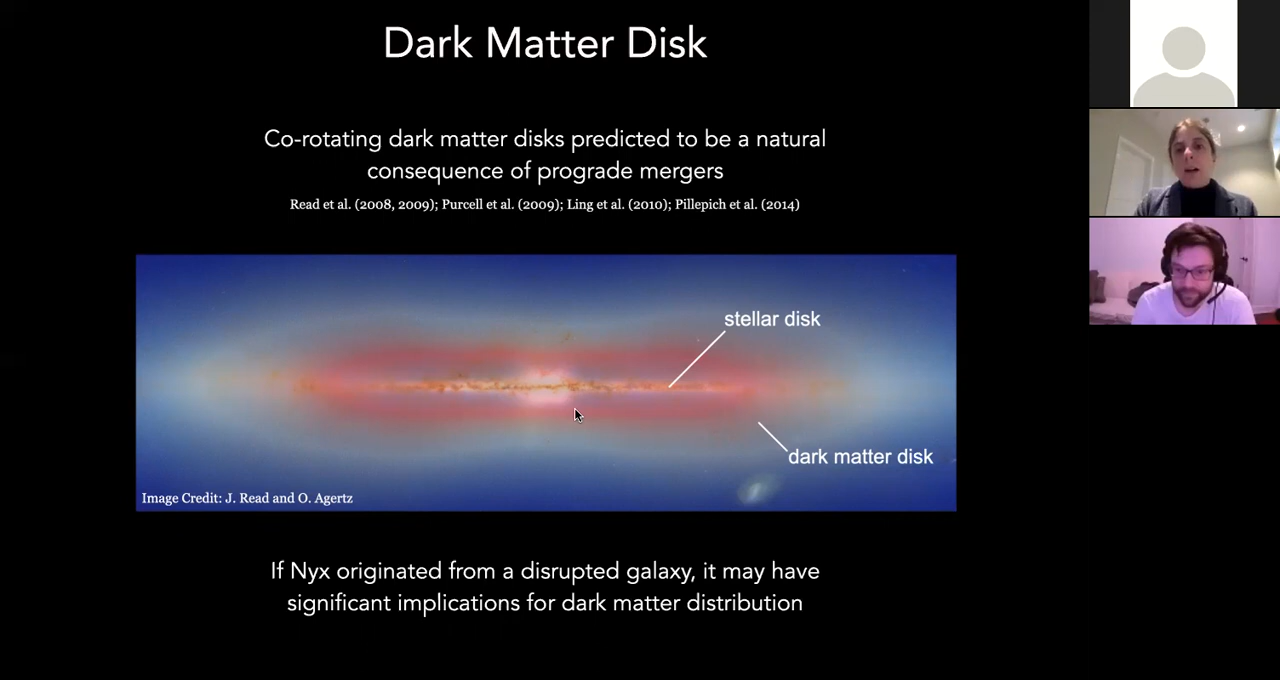 Dark Matter Disk
Co-rotating dark matter disks predicted to be a natural
consequence of prograde mergers
Read et al. (2008, 2009); Purcell et al. (2009); Ling et al. (2010); Pillepich et al. (2014)
stellar disk
dark matter disk
Image Credit: J. Read and O. Agertz
If Nyx originated from a disrupted galaxy, it may have
significant implications for dark matter distribution